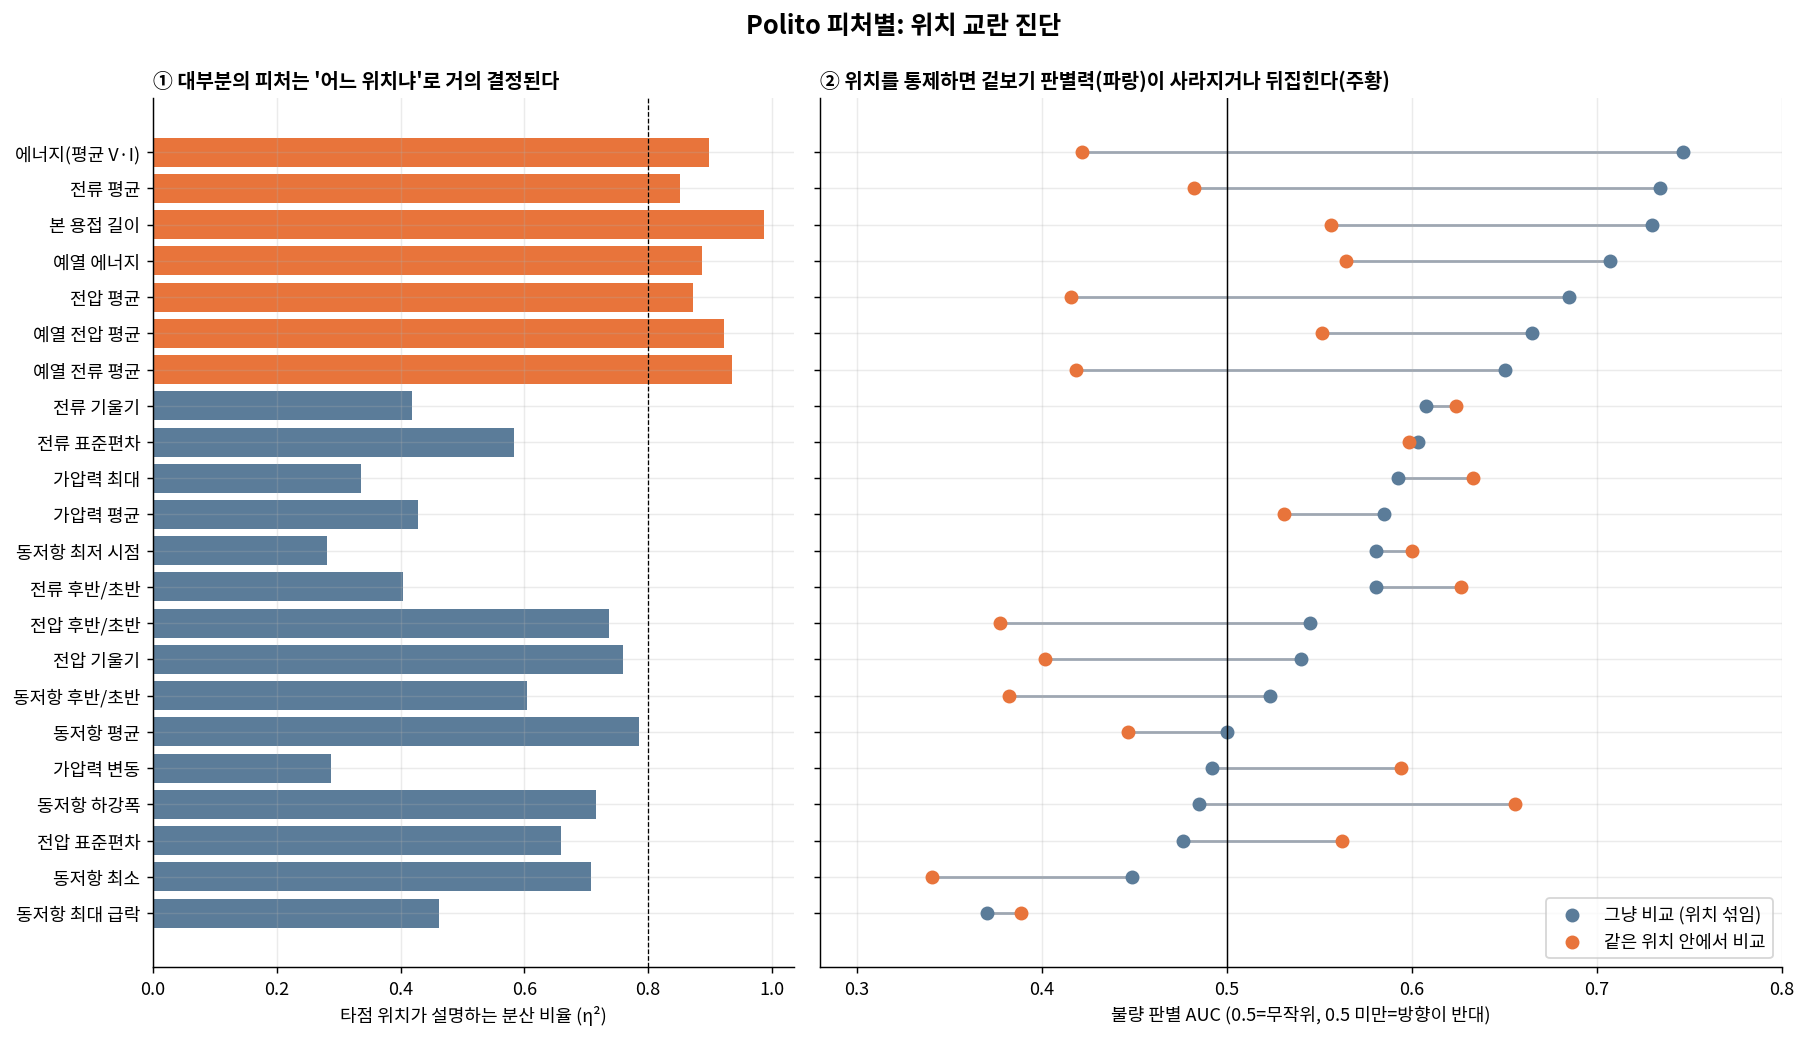 Polito 피처별: 위치 교란 진단
① 대부분의 피처는 '어느 위치냐'로 거의 결정된다
에너지(평균 V·I)
전류 평균
본 용접 길이
예열 에너지
전압 평균
예열 전압 평균
예열 전류 평균
전류 기울기
전류 표준편차
가압력 최대
가압력 평균
동저항 최저 시점
전류 후반/초반
전압 후반/초반
전압 기울기
동저항 후반/초반
동저항 평균
가압력 변동
동저항 하강폭
전압 표준편차
동저항 최소
동저항 최대 급락
0.0 0.2 0.4 0.6 0.8 1.0
타점 위치가 설명하는 분산 비율 (η²)
② 위치를 통제하면 겉보기 판별력(파랑)이 사라지거나 뒤집힌다(주황)
그냥 비교 (위치 섞임)
같은 위치 안에서 비교
0.3 0.4 0.5 0.6 0.7 0.8
불량 판별 AUC (0.5=무작위, 0.5 미만=방향이 반대)